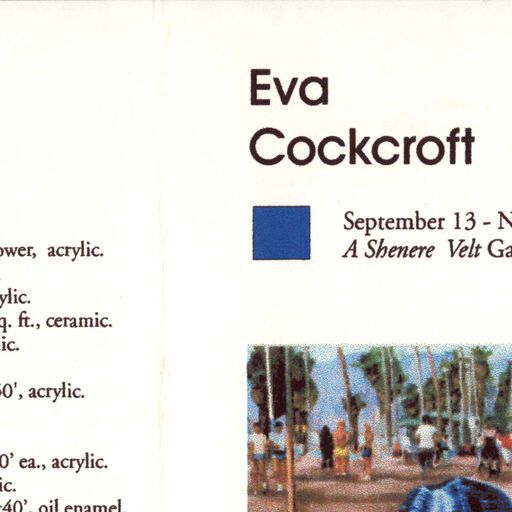 Eva
Cockcroft
September 13 - N
A Shenere Velt Ga
ower, acrylic.
ylic.
q. ft., ceramic.
ic.
50', acrylic.
0' ea., acrylic.
ic.
40', oil enamel